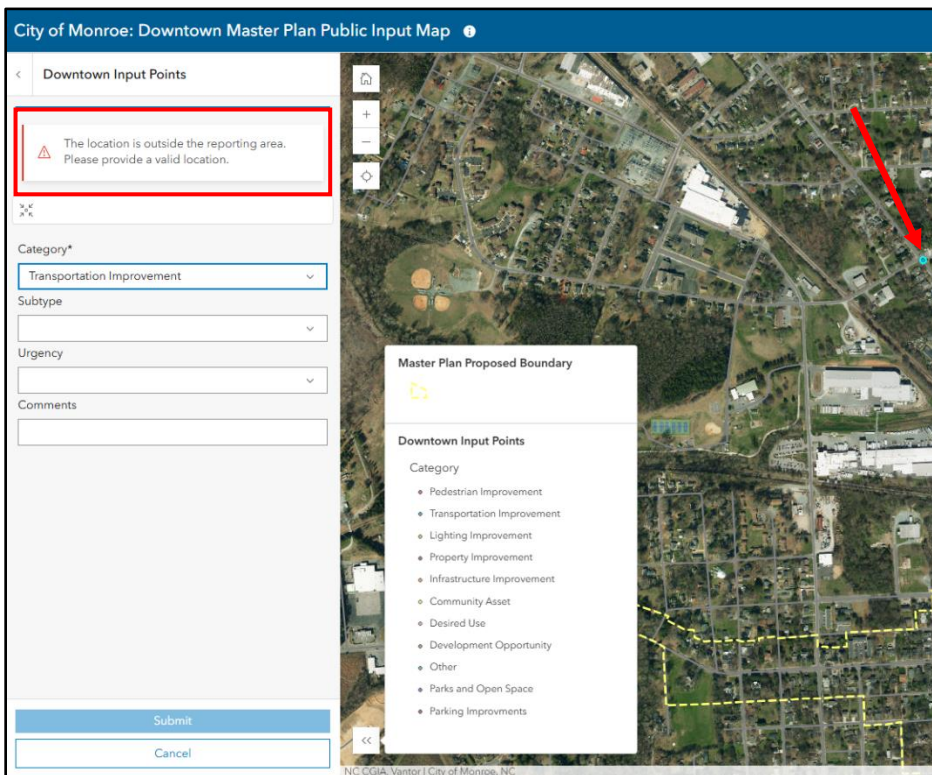 City of Monroe: Downtown Master Plan Public Input Map
Downtown Input Points
The location is outside the reporting area.
Please provide a valid location.
Category*
Transportation Improvement
Subtype
Urgency
Comments
Submit
Cancel
Master Plan Proposed Boundary
Downtown Input Points
Category
Pedestrian Improvement
Transportation Improvement
Lighting Improvement
Property Improvement
Infrastructure Improvement
Community Asset
Desired Use
Development Opportunity
Other
Parks and Open Space
Parking Improvments
NC CGIA, Vantor | City of Monroe, NC